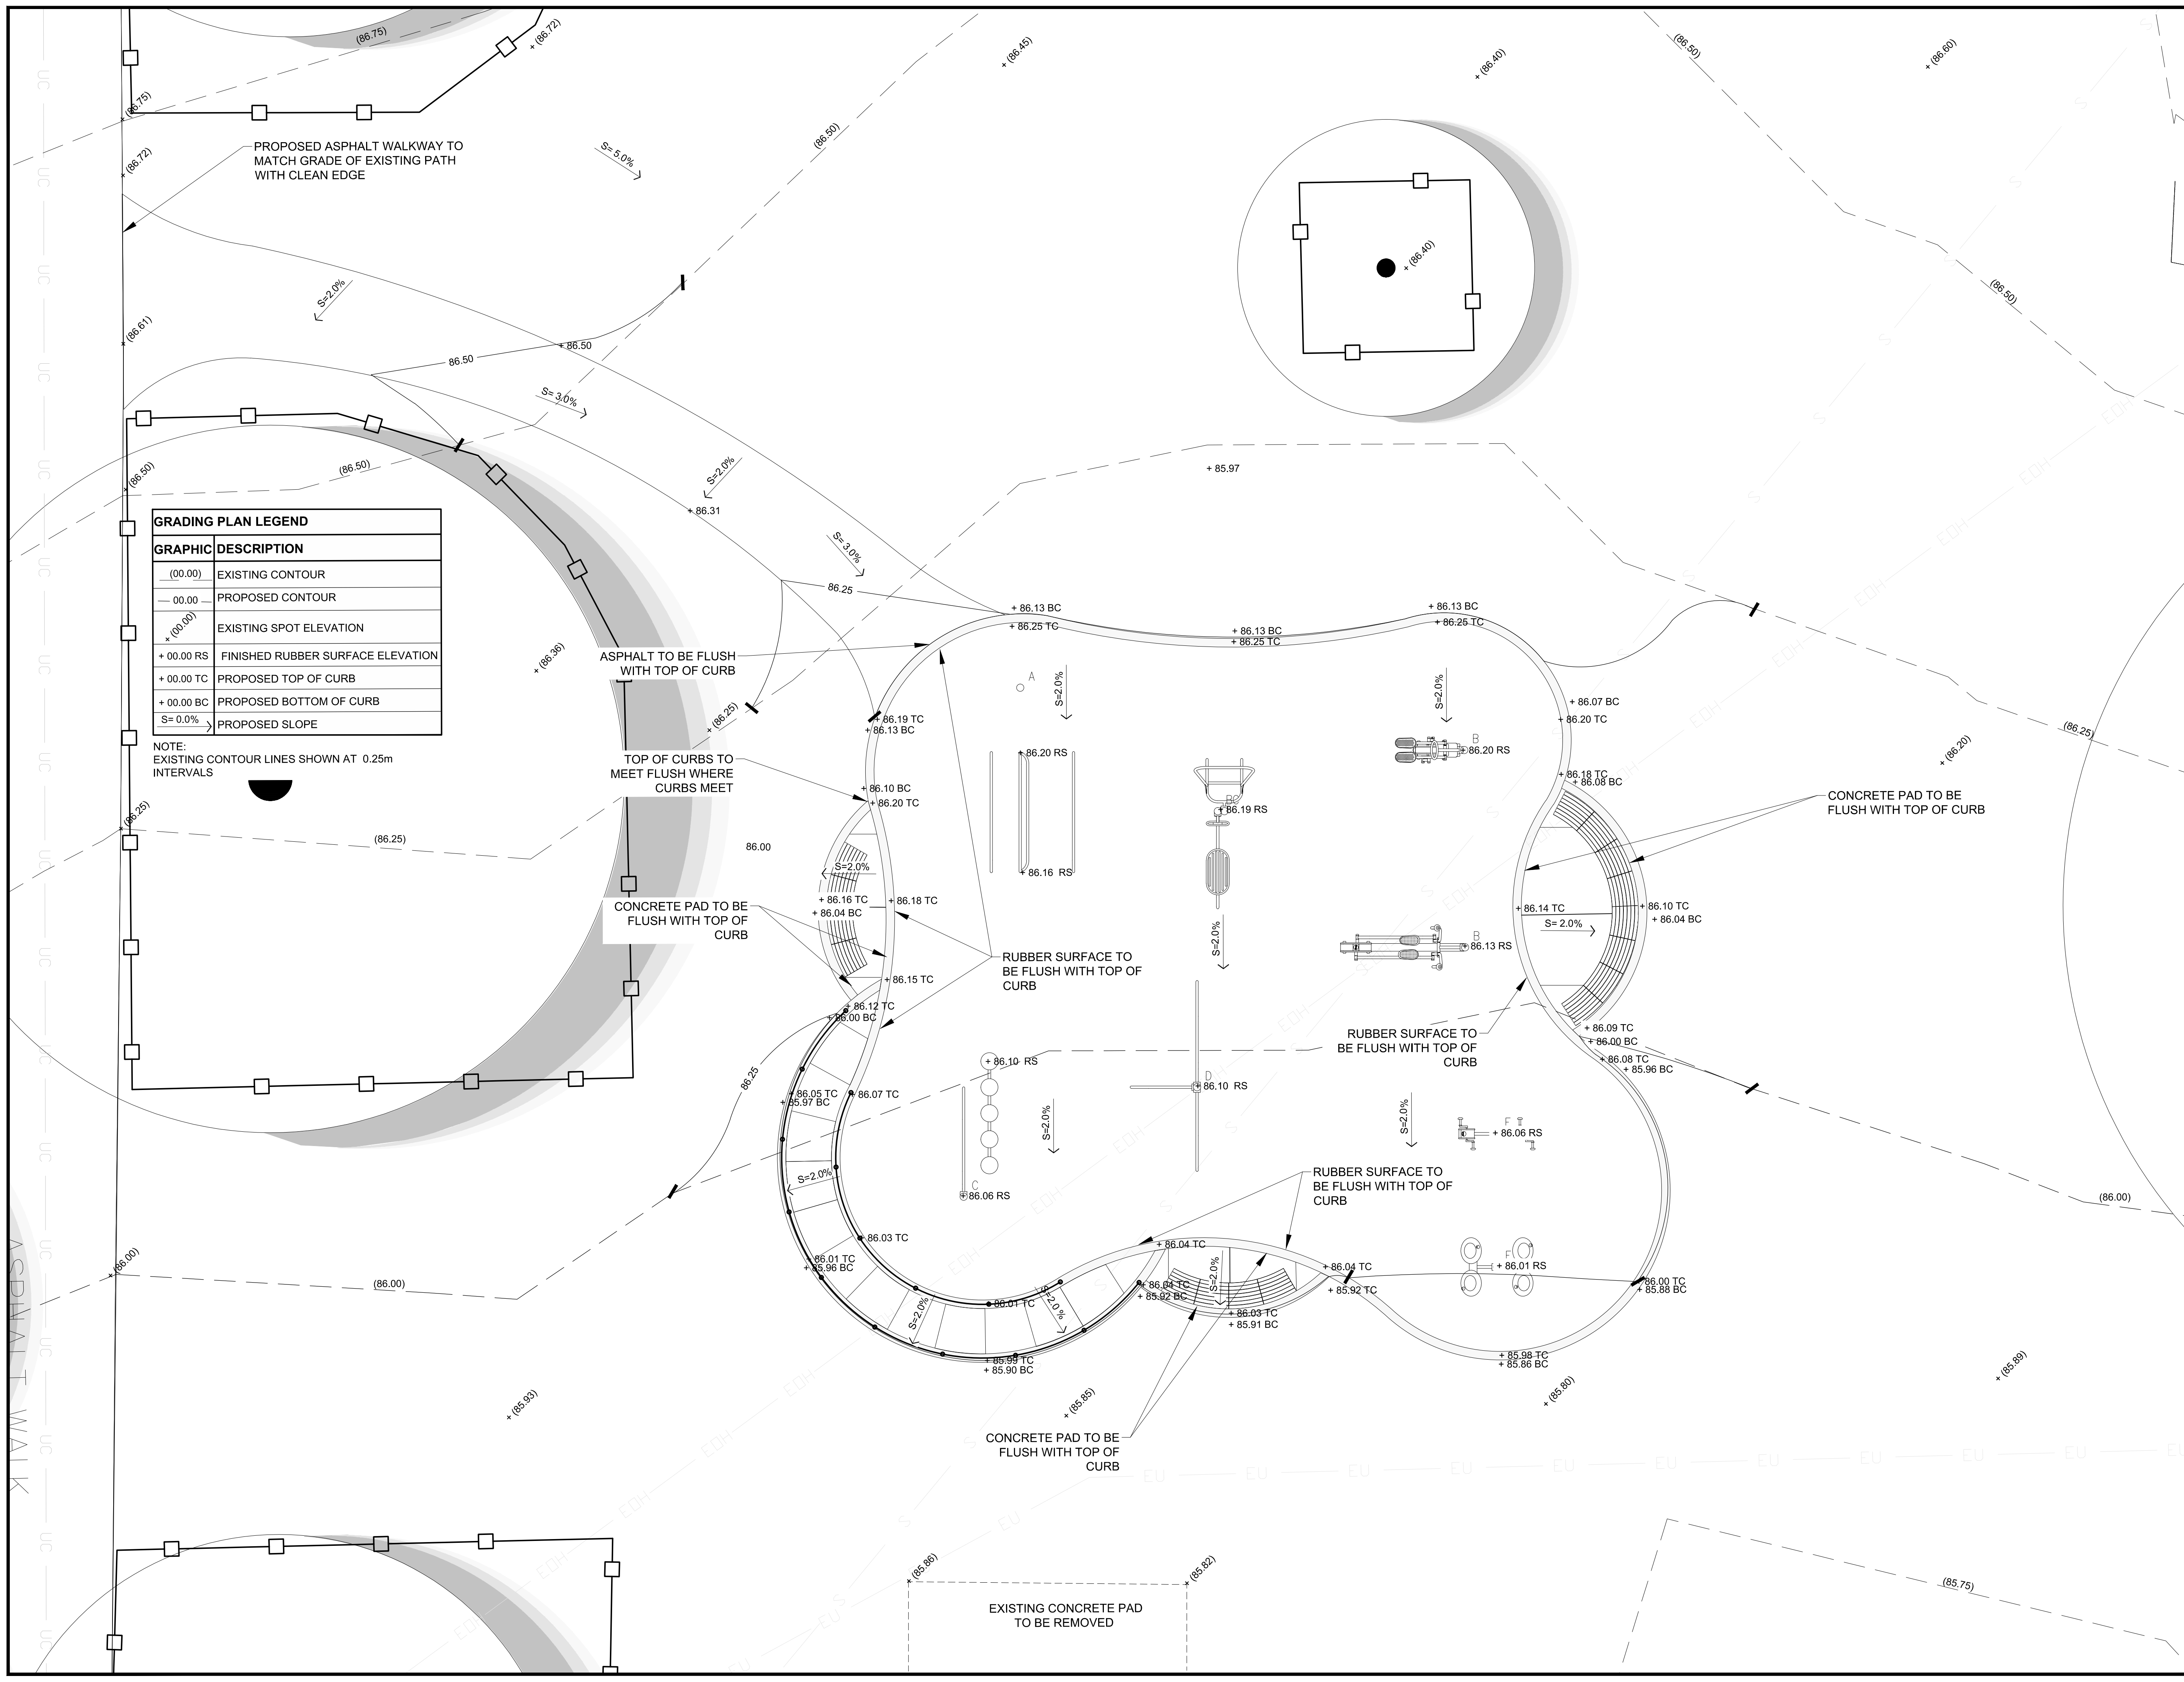 (86.75)
(86.72)
(86.45)
(86.40)
(86.50)
(86.60)
(86.75)
(86.72)
PROPOSED ASPHALT WALKWAY TO
MATCH GRADE OF EXISTING PATH
WITH CLEAN EDGE
S= 5.0%
(86.50)
(86.40)
(86.50)
S=2.0%
(86.61)
+ 86.50
86.50
S= 3.0%
(86.50)
(86.50)
S=2.0%
+ 86.31
+ 85.97
GRADING PLAN LEGEND
GRAPHIC DESCRIPTION
(00.00) EXISTING CONTOUR
00.00 PROPOSED CONTOUR
(00.00) EXISTING SPOT ELEVATION
+ 00.00 RS FINISHED RUBBER SURFACE ELEVATION
+ 00.00 TC PROPOSED TOP OF CURB
+ 00.00 BC PROPOSED BOTTOM OF CURB
S= 0.0% PROPOSED SLOPE
NOTE:
EXISTING CONTOUR LINES SHOWN AT 0.25m
INTERVALS
S= 3.0%
86.25
+ 86.13 BC
+ 86.25 TC
+ 86.13 BC
+ 86.25 TC
+ 86.13 BC
+ 86.25 TC
(86.36)
ASPHALT TO BE FLUSH
WITH TOP OF CURB
A
S=2.0%
S=2.0%
+ 86.07 BC
+ 86.20 TC
(86.25)
+ 86.19 TC
+ 86.13 BC
(86.25)
(86.20)
TOP OF CURBS TO
MEET FLUSH WHERE
CURBS MEET
+ 86.20 RS
B
86.20 RS
+ 86.18 TC
+ 86.08 BC
+ 86.10 BC
+ 86.20 TC
BC
+ 86.19 RS
CONCRETE PAD TO BE
FLUSH WITH TOP OF CURB
(86.25)
(86.25)
86.00
S=2.0%
+ 86.16 RS
+ 86.16 TC
+ 86.04 BC
+ 86.18 TC
CONCRETE PAD TO BE
FLUSH WITH TOP OF
CURB
+ 86.14 TC
S= 2.0%
+ 86.10 TC
+ 86.04 BC
S=2.0%
B
86.13 RS
RUBBER SURFACE TO
BE FLUSH WITH TOP OF
CURB
+ 86.15 TC
+ 86.12 TC
+ 86.00 BC
RUBBER SURFACE TO
BE FLUSH WITH TOP OF
CURB
+ 86.09 TC
+ 86.00 BC
+ 86.08 TC
+ 85.96 BC
86.25
+ 86.10 RS
D
+ 86.10 RS
+ 86.05 TC
+ 85.97 BC
+ 86.07 TC
S=2.0%
S=2.0%
F
+ 86.06 RS
S=2.0%
C
86.06 RS
RUBBER SURFACE TO
BE FLUSH WITH TOP OF
CURB
(86.00)
+ 86.03 TC
+ 86.01 TC
+ 85.96 BC
+ 86.04 TC
S=2.0%
F
+ 86.01 RS
+ 86.04 TC
+ 85.92 TC
+ 86.00 TC
+ 85.88 BC
(86.00)
(86.00)
+ 86.04 TC
+ 85.92 BC
+ 86.01 TC
S=2.0%
S=2.0 %
+ 86.03 TC
+ 85.91 BC
+ 85.99 TC
+ 85.90 BC
+ 85.98 TC
+ 85.86 BC
(85.93)
(85.85)
(85.80)
(85.89)
CONCRETE PAD TO BE
FLUSH WITH TOP OF
CURB
ASPHALT WALK
(85.86)
(85.82)
(85.75)
EXISTING CONCRETE PAD
TO BE REMOVED
UC
EOH
EU
S